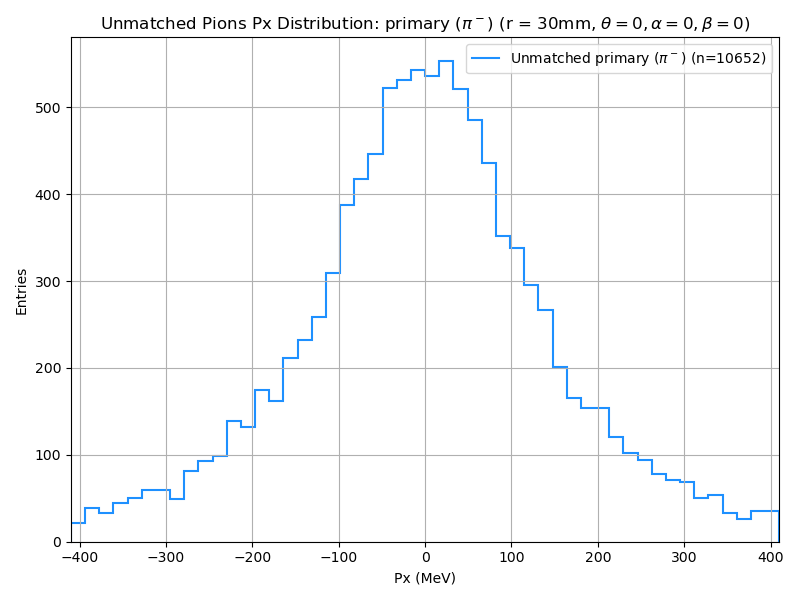 Unmatched Pions Px Distribution: primary (π⁻) (r = 30mm, θ = 0, α = 0, β = 0)
Unmatched primary (π⁻) (n=10652)
500
400
300
200
100
0
Entries
−400 −300 −200 −100 0 100 200 300 400
Px (MeV)